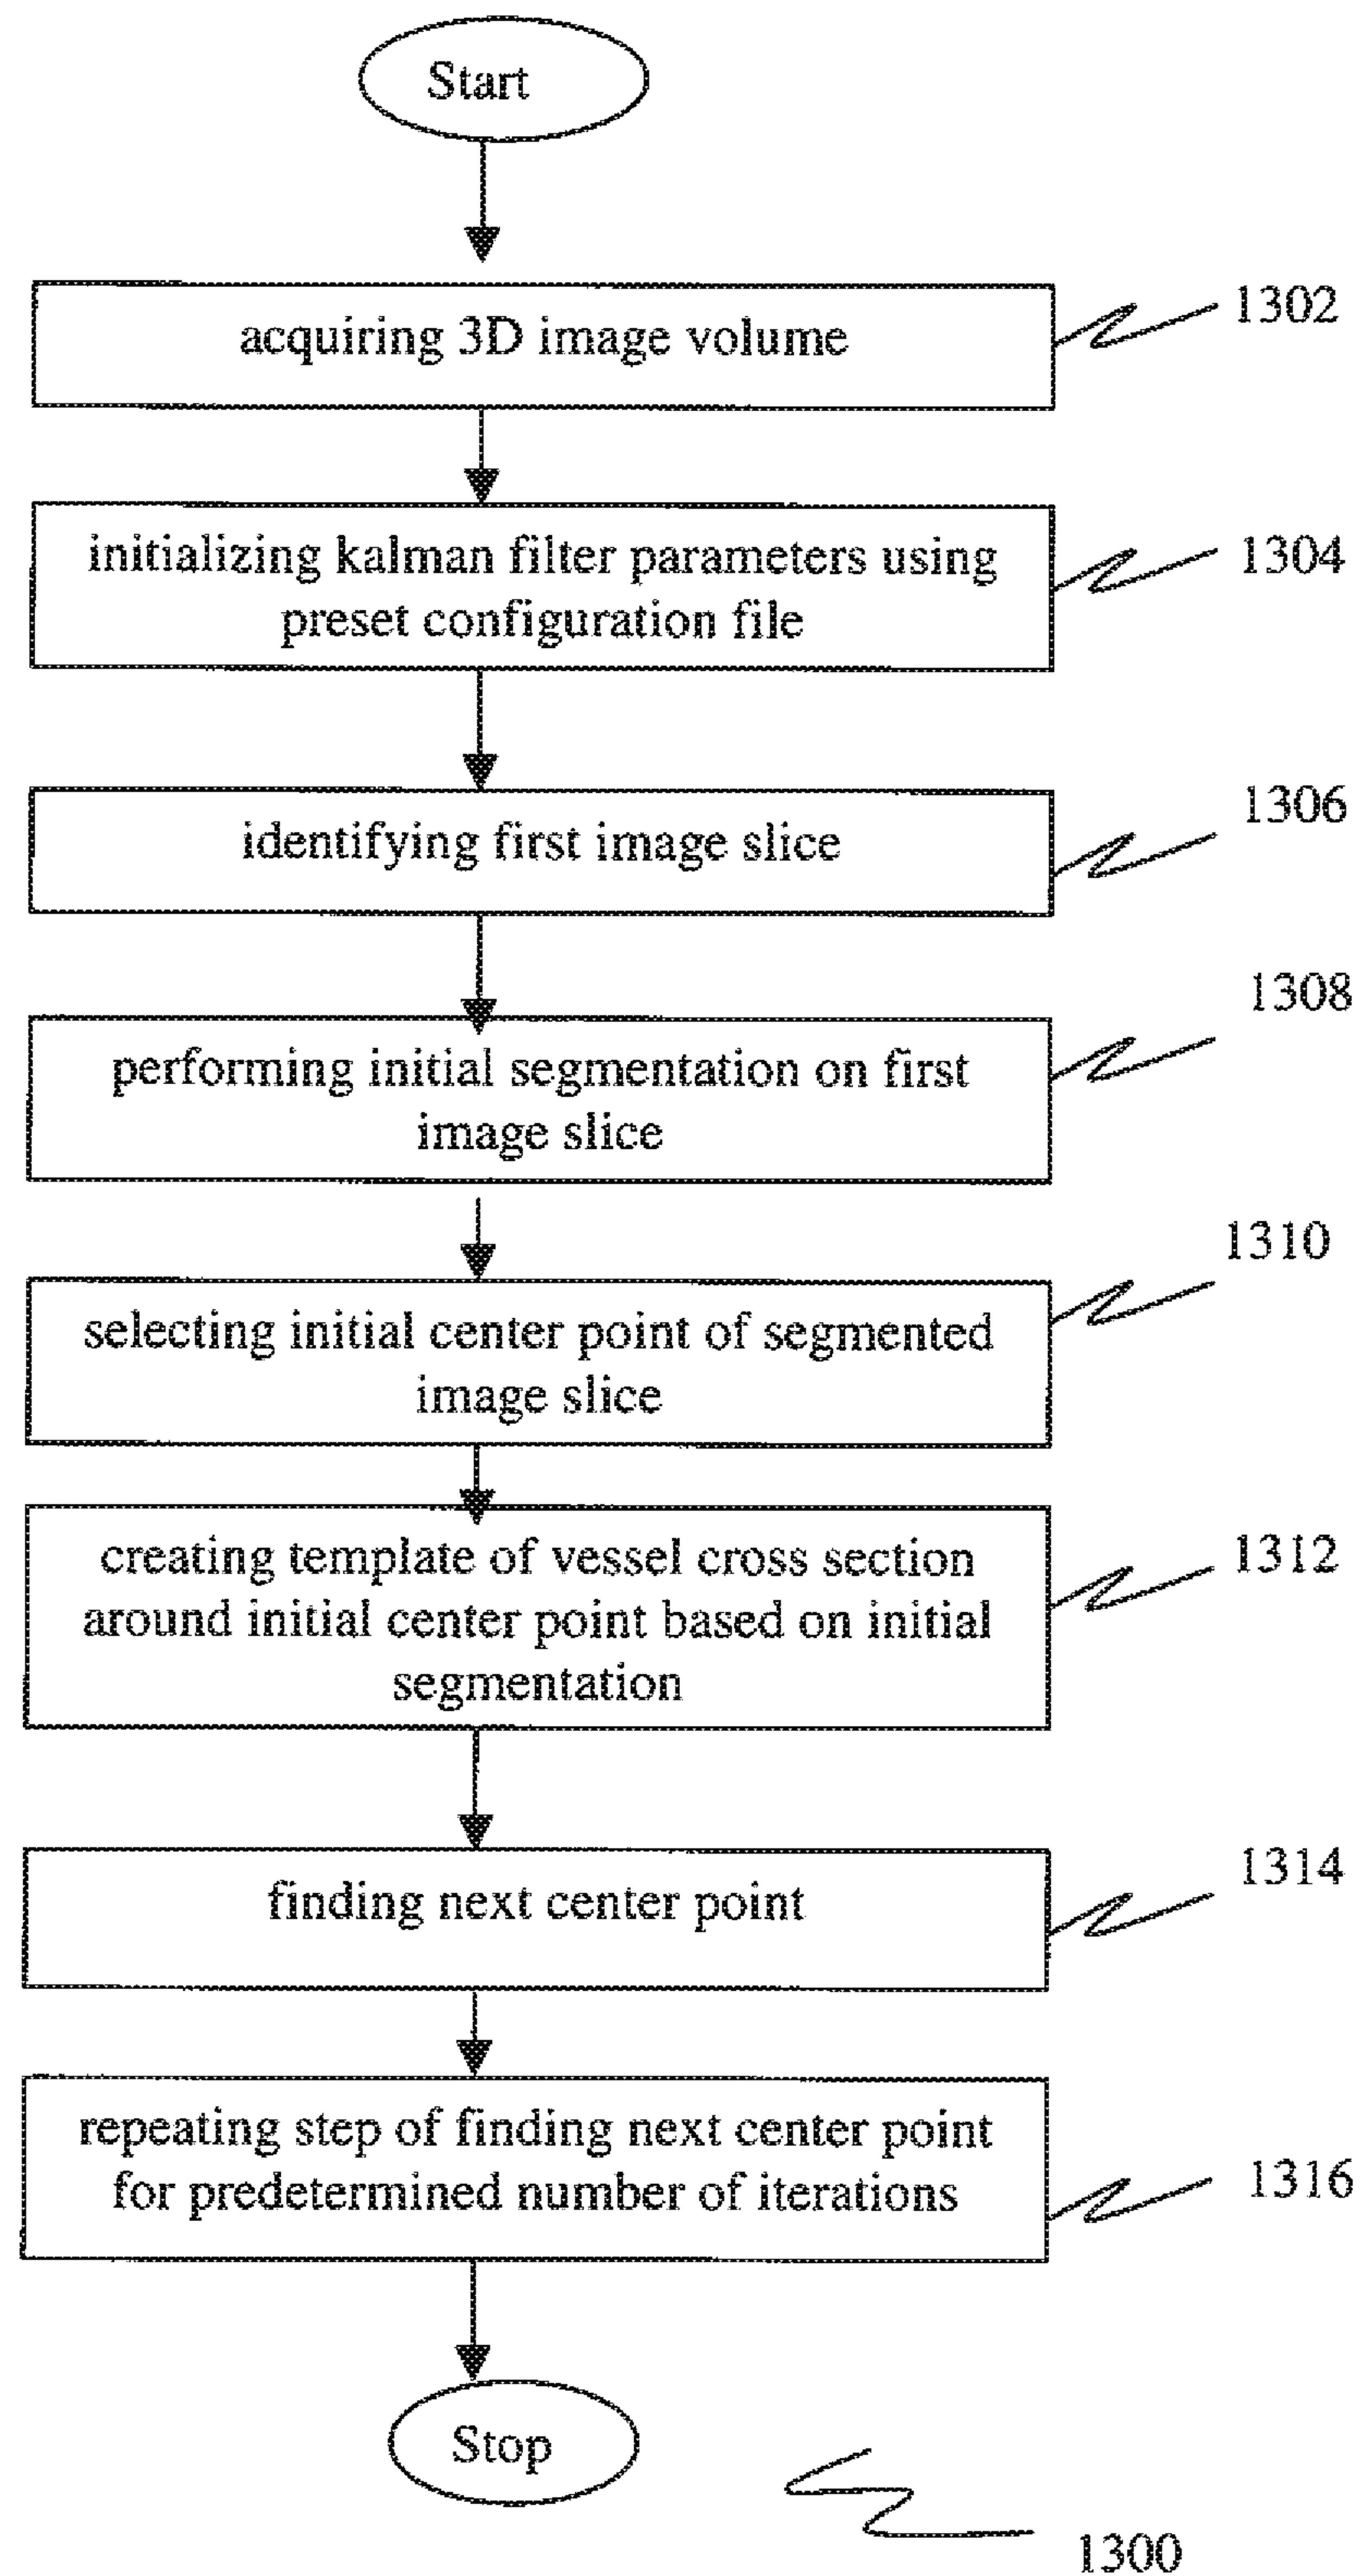 Start
acquiring 3D image volume
1302
initializing kalman filter parameters using
preset configuration file
1304
identifying first image slice
1306
performing initial segmentation on first
image slice
1308
selecting initial center point of segmented
image slice
1310
creating template of vessel cross section
around initial center point based on initial
segmentation
1312
finding next center point
1314
repeating step of finding next center point
for predetermined number of iterations
1316
Stop
1300